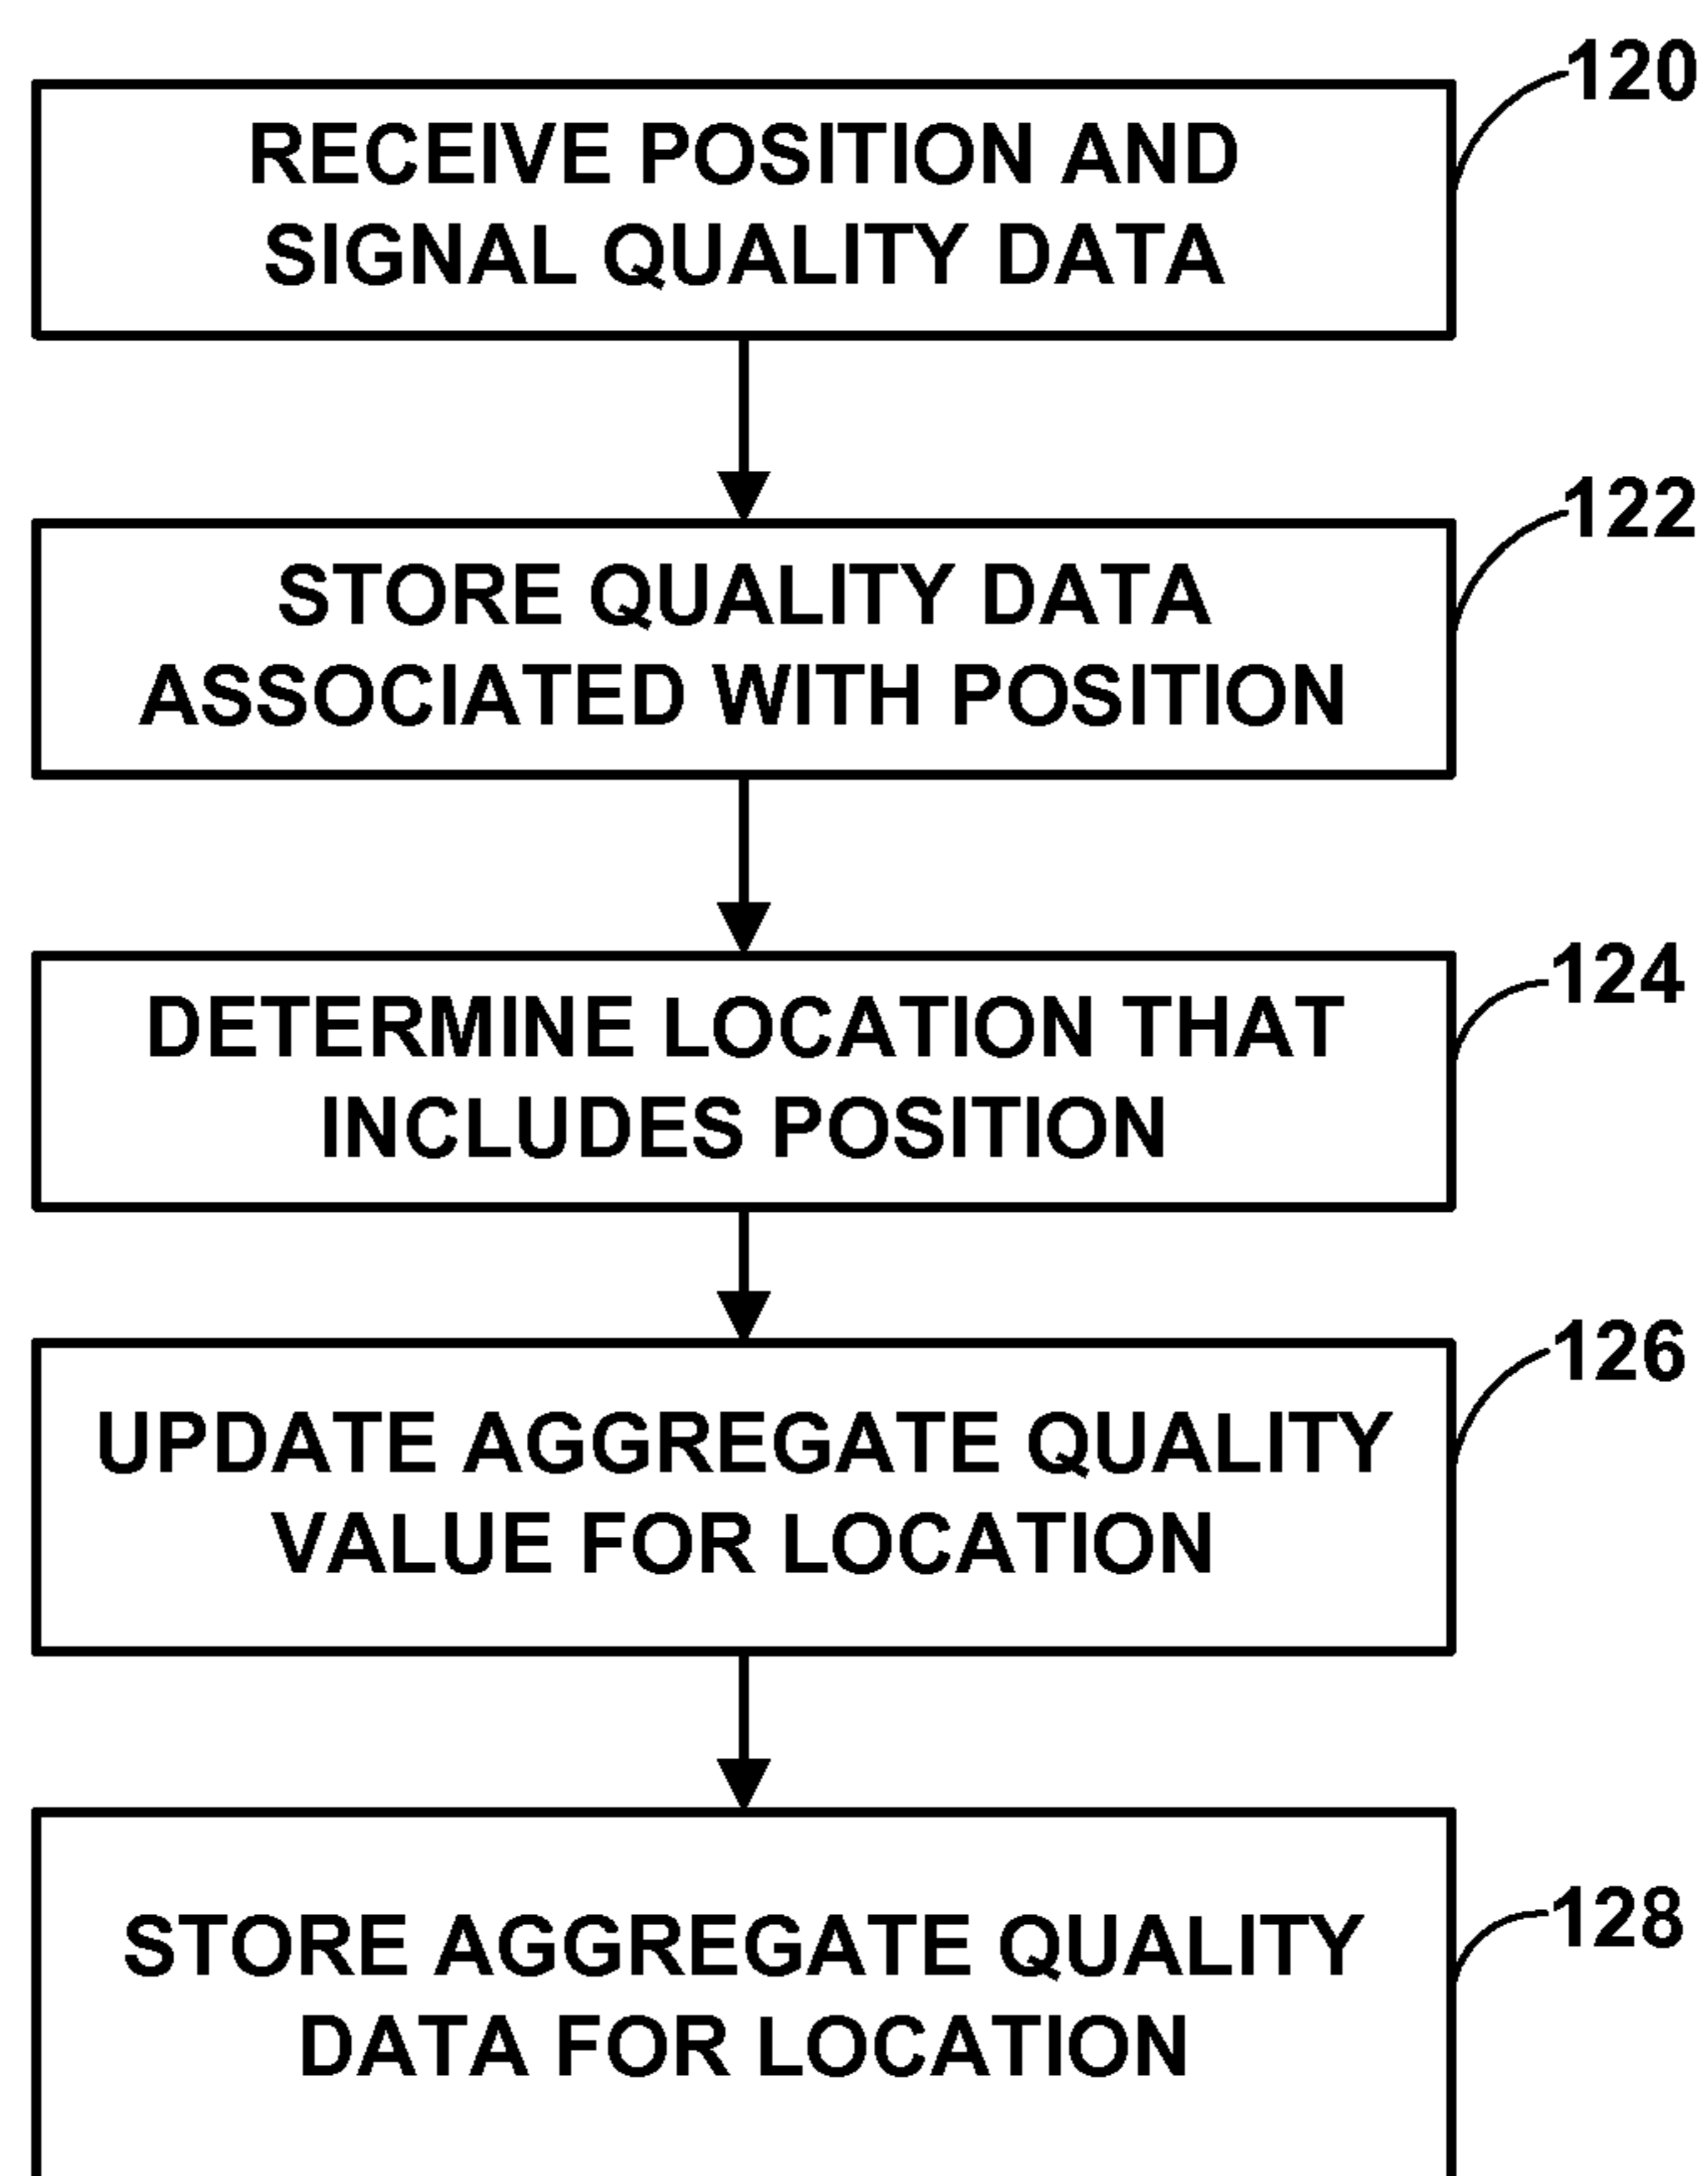 120
RECEIVE POSITION AND
SIGNAL QUALITY DATA
122
STORE QUALITY DATA
ASSOCIATED WITH POSITION
124
DETERMINE LOCATION THAT
INCLUDES POSITION
126
UPDATE AGGREGATE QUALITY
VALUE FOR LOCATION
128
STORE AGGREGATE QUALITY
DATA FOR LOCATION